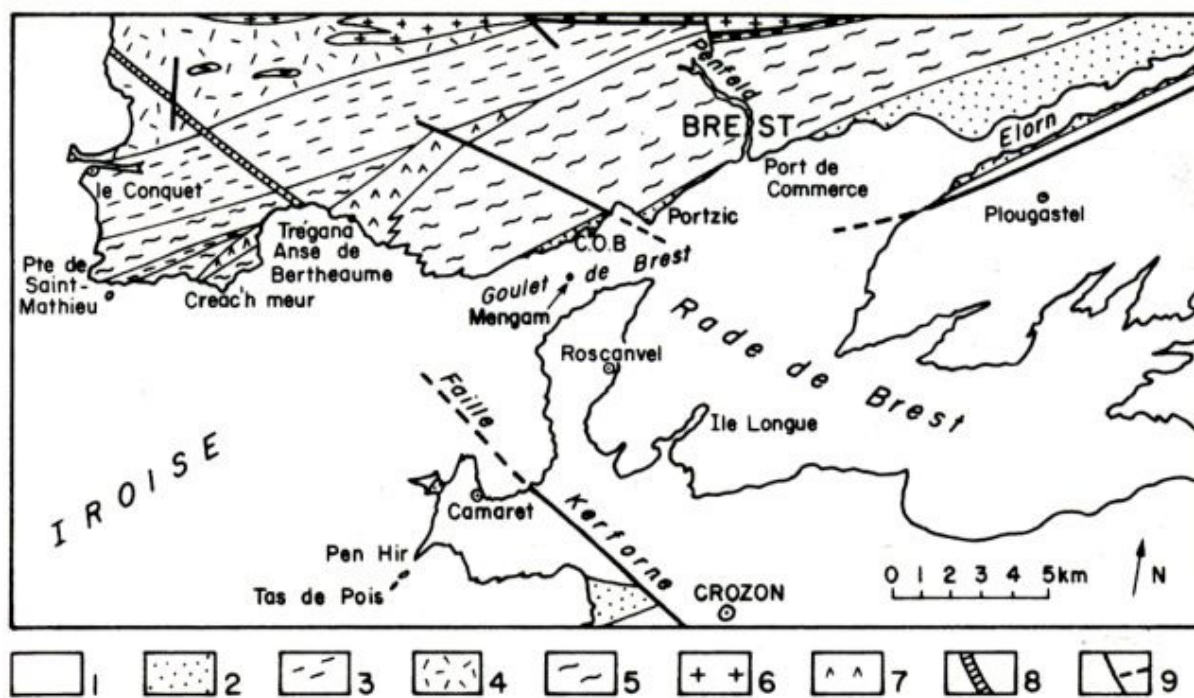 Penfeld
BREST
Elorn
le Conquet
Port de
Commerce
Plougastel
Portzic
Trégana
Anse de
Bertheaume
C.O.B
Pte de
Saint-
Mathieu
Creac'h meur
Goulet de Brest
Mengam
Rade de Brest
Roscanvel
Ile Longue
IROISE
Faille
Kerforne
Camaret
Pen Hir
Tas de Pois
CROZON
0 1 2 3 4 5km
N
1 2 3 4 5 6 7 8 9